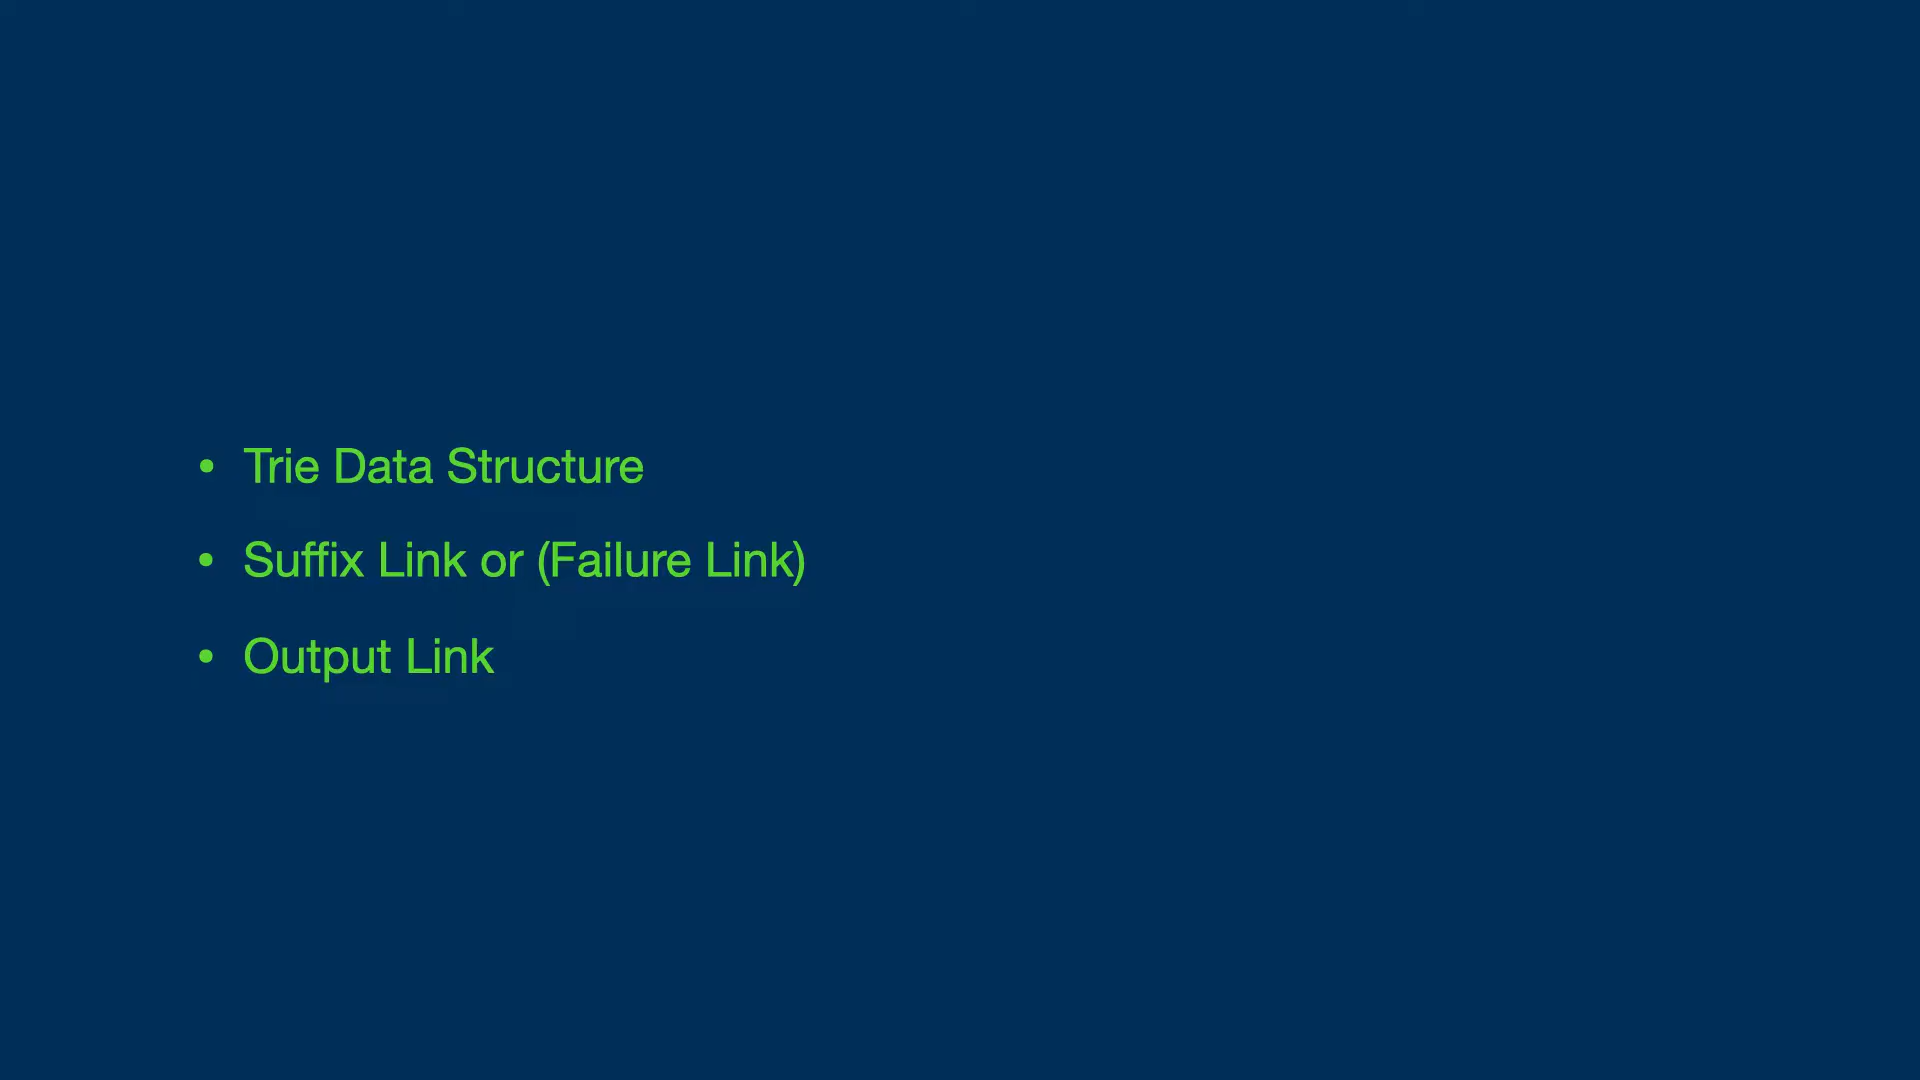 • Trie Data Structure
• Suffix Link or (Failure Link)
• Output Link